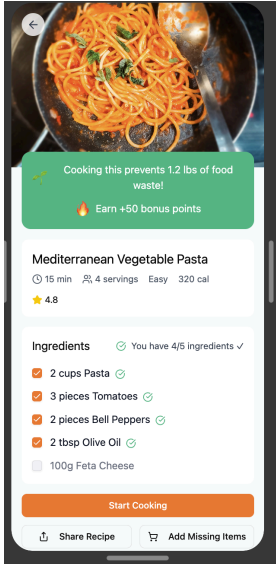 Cooking this prevents 1.2 lbs of food
waste!
Earn +50 bonus points
Mediterranean Vegetable Pasta
15 min 4 servings Easy 320 cal
4.8
Ingredients You have 4/5 ingredients ✓
2 cups Pasta
3 pieces Tomatoes
2 pieces Bell Peppers
2 tbsp Olive Oil
100g Feta Cheese
Start Cooking
Share Recipe Add Missing Items